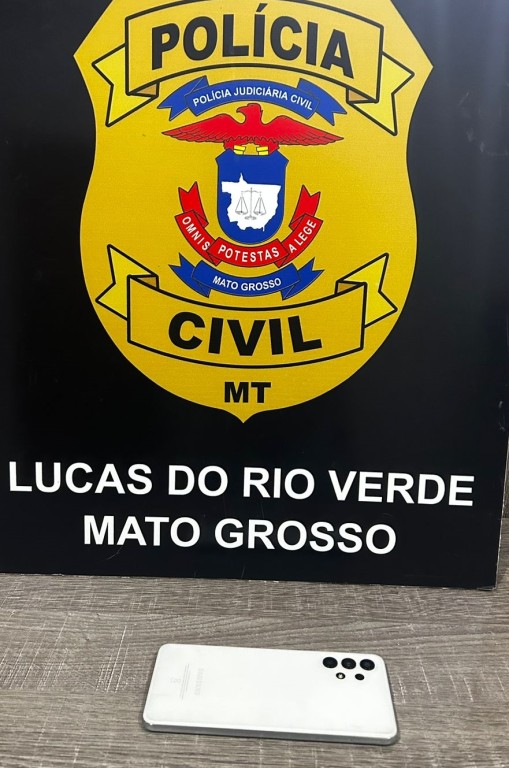 POLÍCIA
POLÍCIA JUDICIÁRIA CIVIL
OMNIS POTESTAS A LEGE
MATO GROSSO
CIVIL
MT
LUCAS DO RIO VERDE
MATO GROSSO